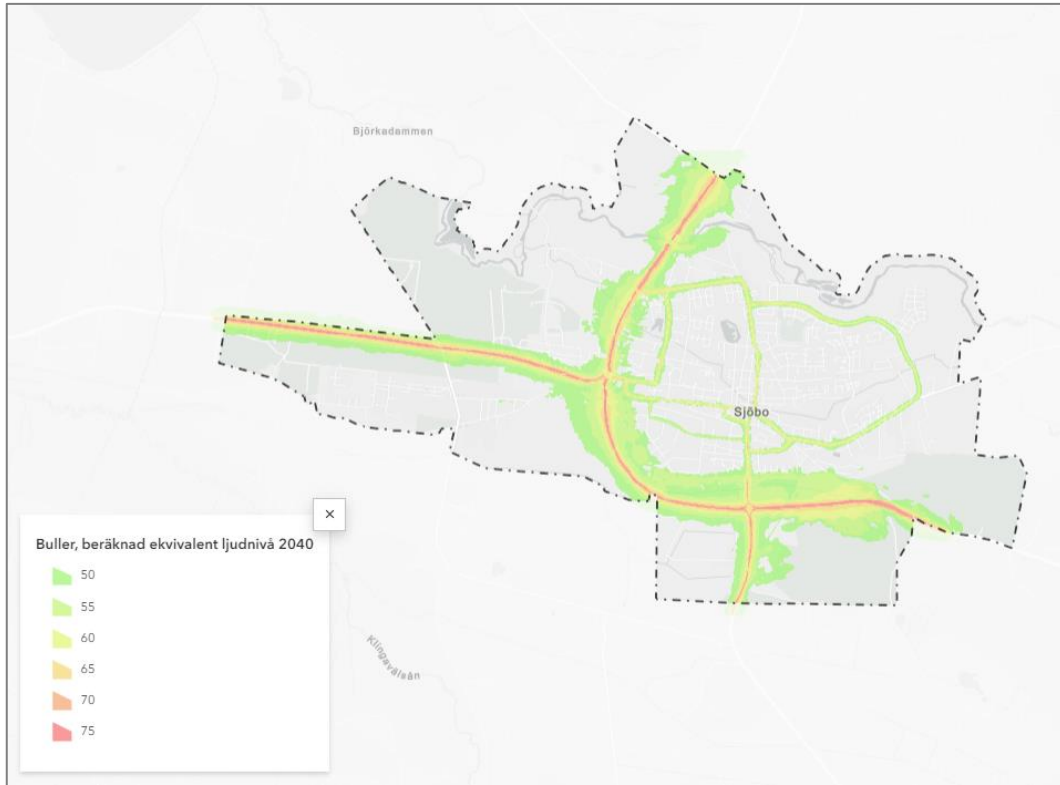 Björkadammen
Sjöbo
×
Buller, beräknad ekvivalent ljudnivå 2040
50
55
60
65
70
75
Klingavälsån